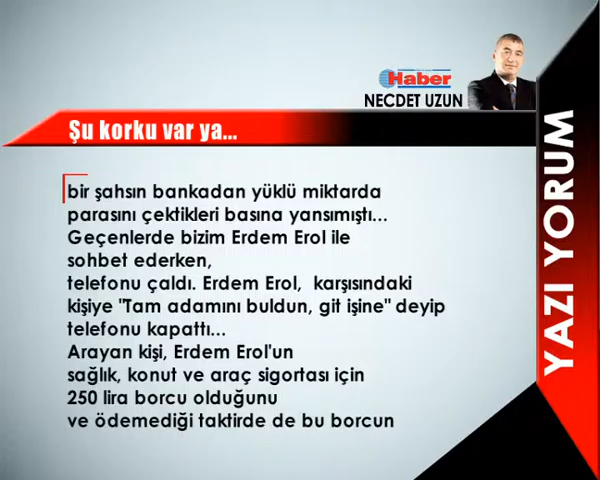 Haber
NECDET UZUN
Şu korku var ya...
bir şahsın bankadan yüklü miktarda
parasını çektikleri basına yansımıştı...
Geçenlerde bizim Erdem Erol ile
sohbet ederken,
telefonu çaldı. Erdem Erol,  karşısındaki
kişiye "Tam adamını buldun, git işine" deyip
telefonu kapattı...
Arayan kişi, Erdem Erol'un
sağlık, konut ve araç sigortası için
250 lira borcu olduğunu
ve ödemediği taktirde de bu borcun
YAZI YORUM